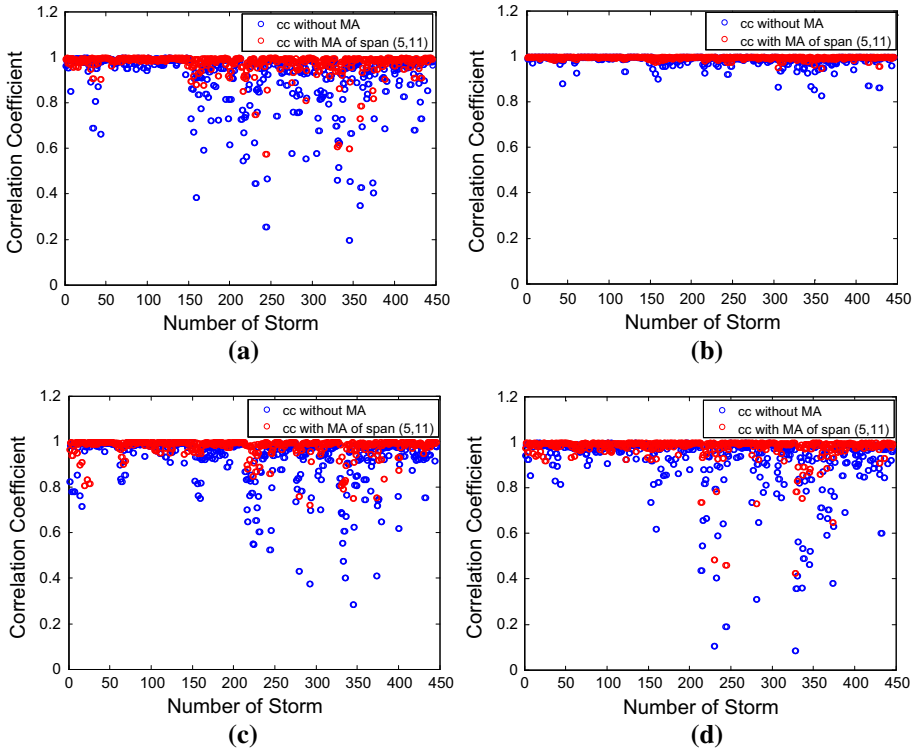 1.2
1
0.8
0.6
0.4
0.2
0
Correlation Coefficient
cc without MA
cc with MA of span (5,11)
0 50 100 150 200 250 300 350 400 450
Number of Storm
(a)
1.2
1
0.8
0.6
0.4
0.2
0
Correlation Coefficient
cc without MA
cc with MA of span (5,11)
0 50 100 150 200 250 300 350 400 450
Number of Storm
(b)
1.2
1
0.8
0.6
0.4
0.2
0
Correlation Coefficient
cc without MA
cc with MA of span (5,11)
0 50 100 150 200 250 300 350 400 450
Number of Storm
(c)
1.2
1
0.8
0.6
0.4
0.2
0
Correlation Coefficient
cc without MA
cc with MA of span (5,11)
0 50 100 150 200 250 300 350 400 450
Number of Storm
(d)